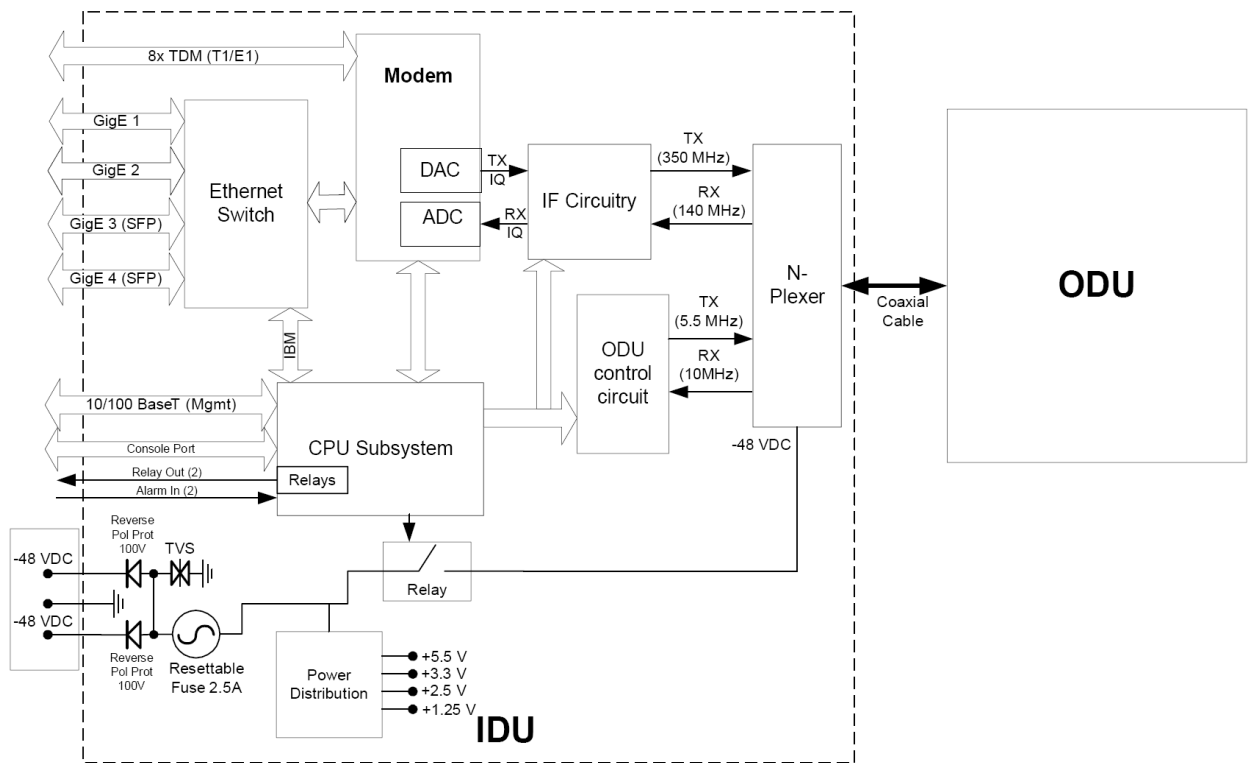 8x TDM (T1/E1)
Modem
GigE 1
GigE 2
GigE 3 (SFP)
GigE 4 (SFP)
Ethernet
Switch
DAC
ADC
TX
IQ
RX
IQ
IF Circuitry
TX
(350 MHz)
RX
(140 MHz)
N-
Plexer
Coaxial
Cable
ODU
IBM
ODU
control
circuit
TX
(5.5 MHz)
RX
(10MHz)
-48 VDC
10/100 BaseT (Mgmt)
Console Port
Relay Out (2)
Alarm In (2)
CPU Subsystem
Relays
Relay
-48 VDC
-48 VDC
Reverse
Pol Prot
100V
TVS
Reverse
Pol Prot
100V
Resettable
Fuse 2.5A
Power
Distribution
+5.5 V
+3.3 V
+2.5 V
+1.25 V
IDU